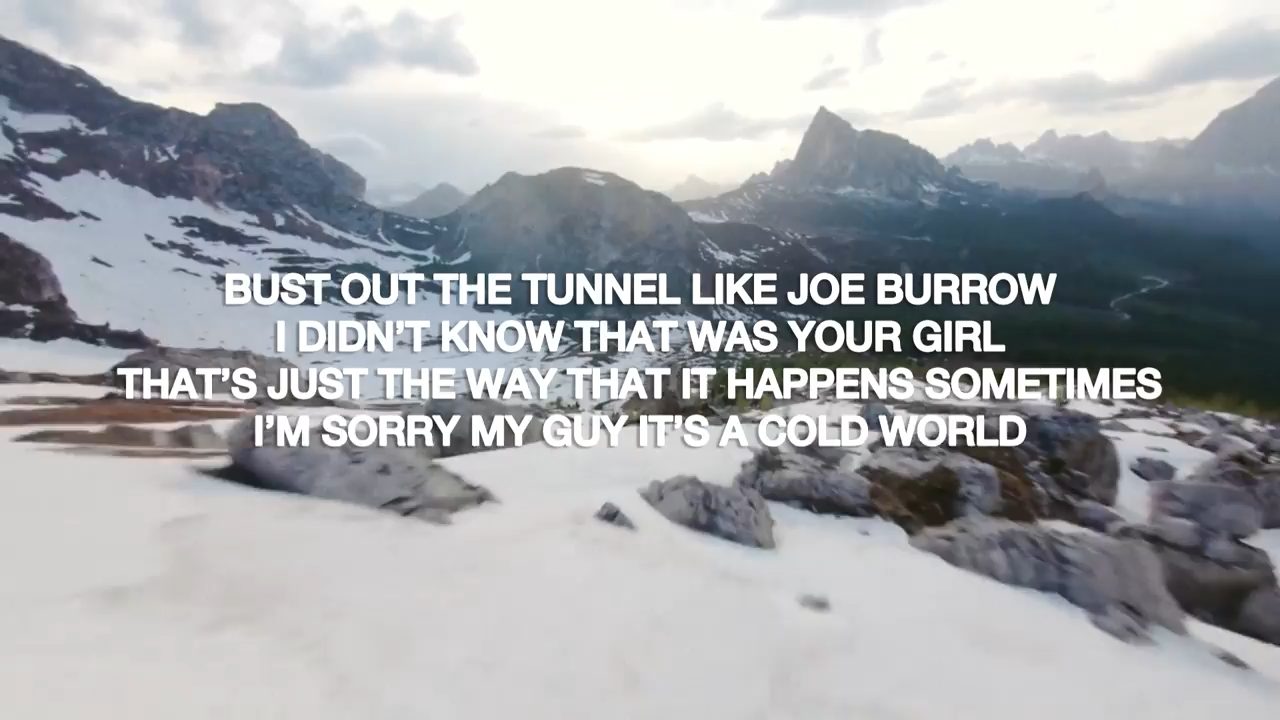 BUST OUT THE TUNNEL LIKE JOE BURROW
I DIDN'T KNOW THAT WAS YOUR GIRL
THAT'S JUST THE WAY THAT IT HAPPENS SOMETIMES
I'M SORRY MY GUY IT'S A COLD WORLD